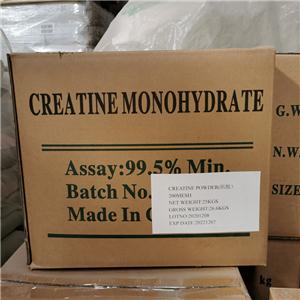 CREATINE MONOHYDRATE
Assay:99.5% Min.
Batch No.
Made In C
CREATINE POWDER
200MESH
NET WEIGHT:25KGS
GROSS WEIGHT:26.6KGS
LOTNO:20201208
EXP DATE:20221207
G.W
N.W.
SIZE